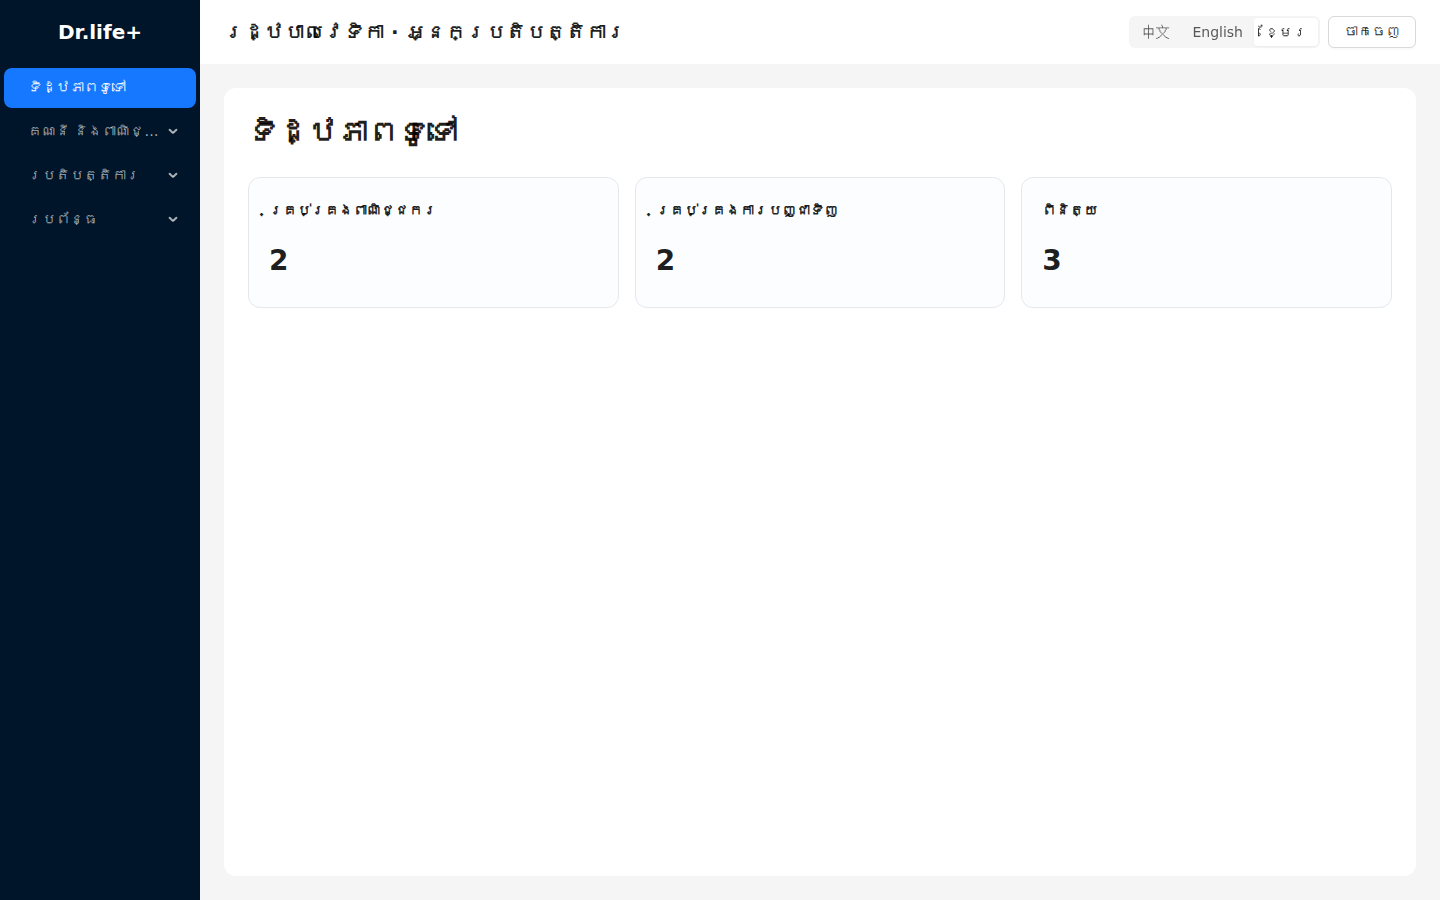 Dr.life+
រដ្ឋបាលវេទិកា · អ្នកប្រតិបត្តិការ
中文 English ខ្មែរ ចាកចេញ
ទិដ្ឋភាពទូទៅ
គណនី និងពាណិជ្...
ប្រតិបត្តិការ
ប្រព័ន្ធ
ទិដ្ឋភាពទូទៅ
គ្រប់គ្រងពាណិជ្ជករ
2
គ្រប់គ្រងការបញ្ជាទិញ
2
ពិនិត្យ
3